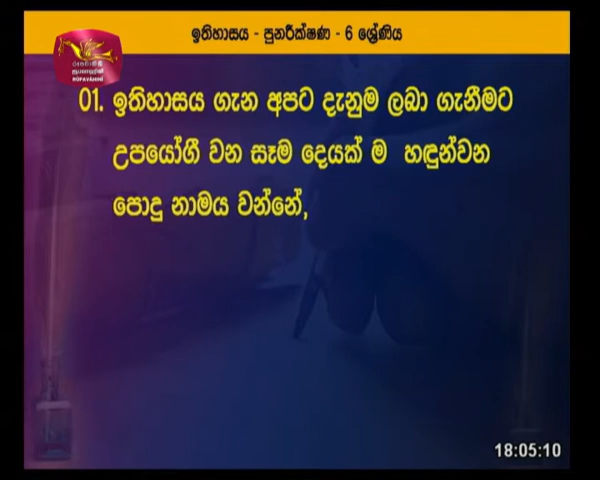 ඉතිහාසය - පුනරීක්ෂණ - 6 ශ්‍රේණිය
01. ඉතිහාසය ගැන අපට දැනුම ලබා ගැනීමට
උපයෝගී වන සෑම දෙයක් ම හඳුන්වන
පොදු නාමය වන්නේ,
18:05:10